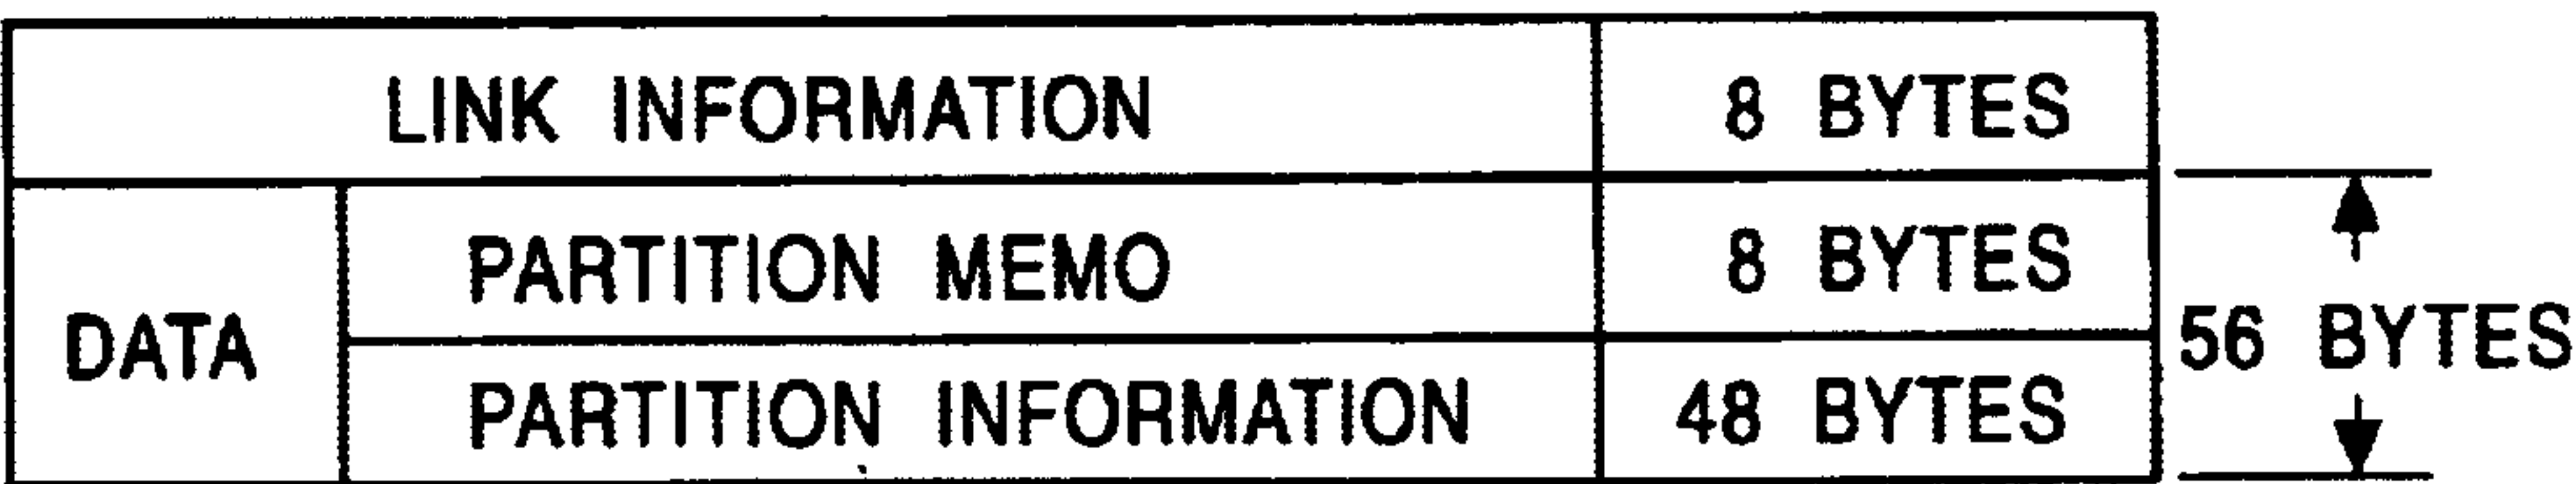 LINK INFORMATION 8 BYTES
PARTITION MEMO 8 BYTES
DATA 56 BYTES
PARTITION INFORMATION 48 BYTES